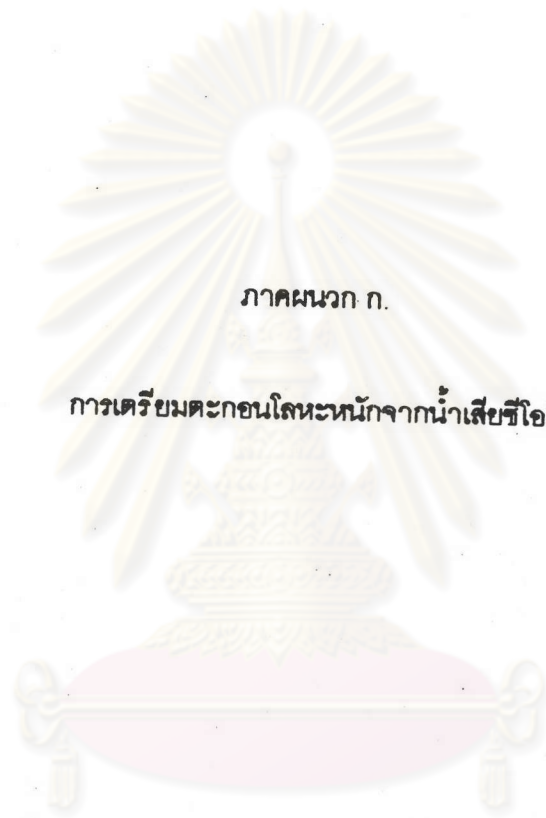 ภาคผนวก ก.
การเตรียมตะกอนโลหะหนักจากน้ำเสียซีโอ